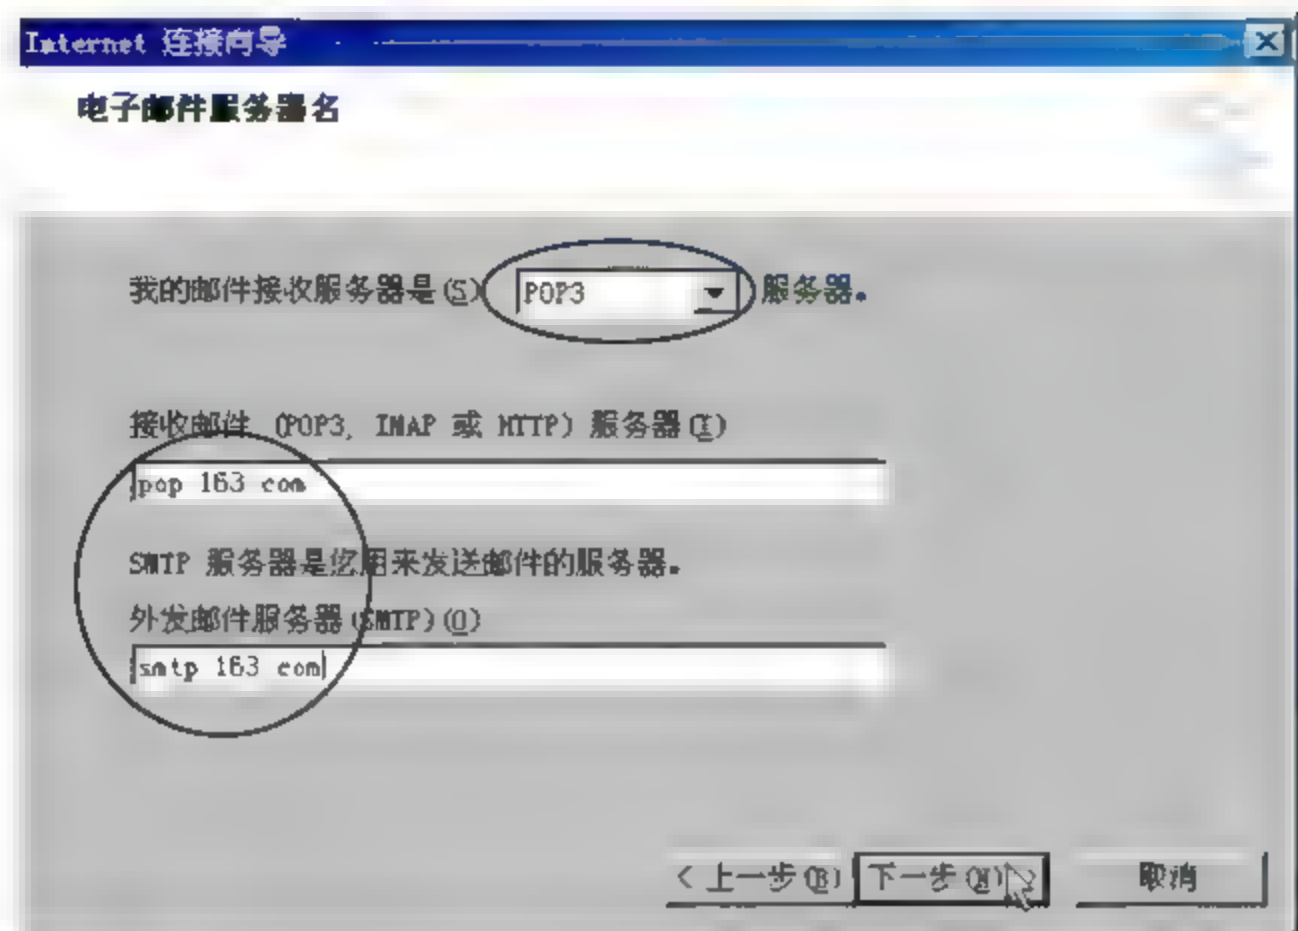 Internet 连接向导
电子邮件服务器名
我的邮件接收服务器是(S) POP3 服务器。
接收邮件 (POP3, IMAP 或 HTTP) 服务器(I)
pop 163 com
SMTP 服务器是您用来发送邮件的服务器。
外发邮件服务器(SMTP)(O)
smtp 163 com
< 上一步(B) 下一步(N) > 取消